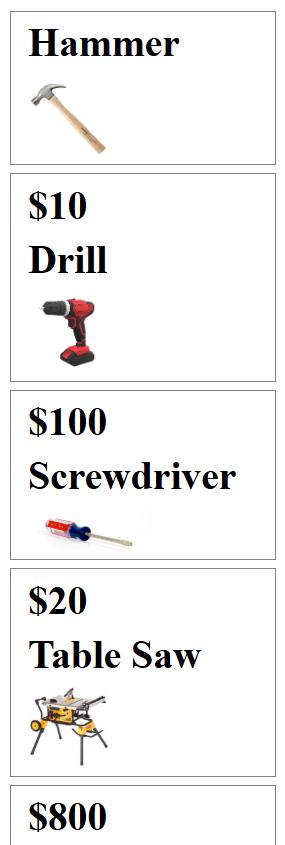 Hammer
$10
Drill
$100
Screwdriver
$20
Table Saw
$800